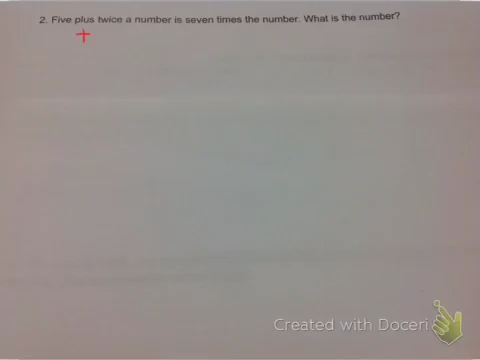 2. Five plus twice a number is seven times the number. What is the number?
+
Created with Doceri